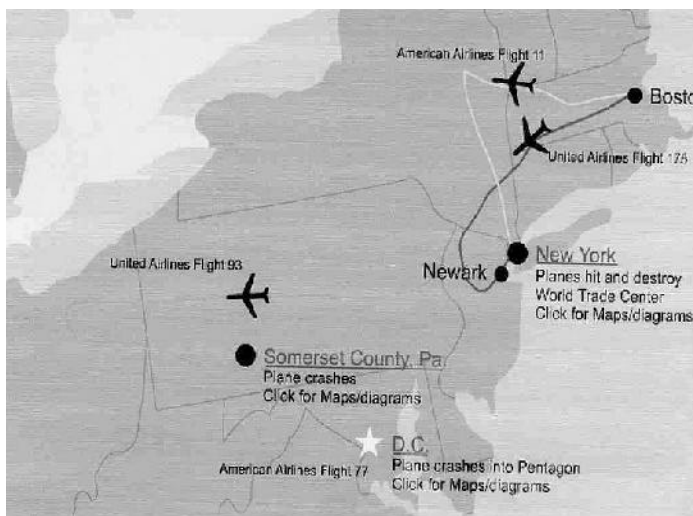 American Airlines Flight 11
Bosto
United Airlines Flight 175
New York
Planes hit and destroy
World Trade Center
Click for Maps/diagrams
Newark
United Airlines Flight 93
Somerset County, Pa.
Plane crashes
Click for Maps/diagrams
D.C.
Plane crashes into Pentagon
Click for Maps/diagrams
American Airlines Flight 77